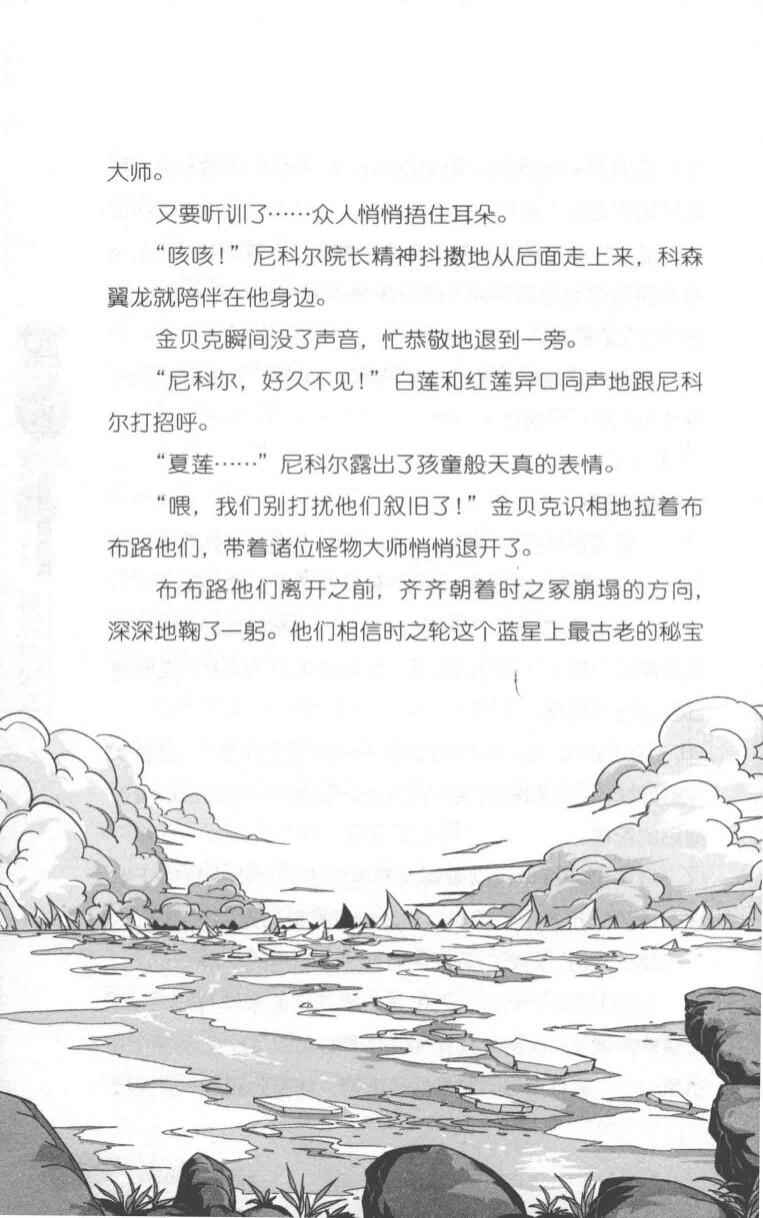 大师。
又要听训了……众人悄悄捂住耳朵。
“咳咳！”尼科尔院长精神抖擞地从后面走上来，科森
翼龙就陪伴在他身边。
金贝克瞬间没了声音，忙恭敬地退到一旁。
“尼科尔，好久不见！”白莲和红莲异口同声地跟尼科
尔打招呼。
“夏莲……”尼科尔露出了孩童般天真的表情。
“喂，我们别打扰他们叙旧了！”金贝克识相地拉着布
布路他们，带着诸位怪物大师悄悄退开了。
布布路他们离开之前，齐齐朝着时之冢崩塌的方向，
深深地鞠了一躬。他们相信时之轮这个蓝星上最古老的秘宝